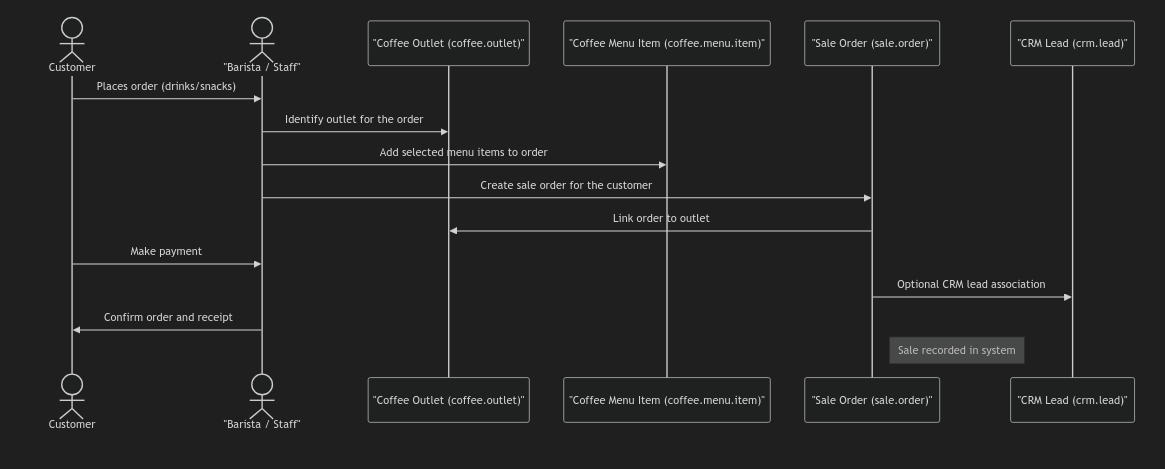 "Coffee Outlet (coffee.outlet)"
"Coffee Menu Item (coffee.menu.item)"
"Sale Order (sale.order)"
"CRM Lead (crm.lead)"
Customer
"Barista / Staff"
Places order (drinks/snacks)
Identify outlet for the order
Add selected menu items to order
Create sale order for the customer
Link order to outlet
Make payment
Optional CRM lead association
Confirm order and receipt
Sale recorded in system
"Coffee Outlet (coffee.outlet)"
"Coffee Menu Item (coffee.menu.item)"
"Sale Order (sale.order)"
"CRM Lead (crm.lead)"
Customer
"Barista / Staff"